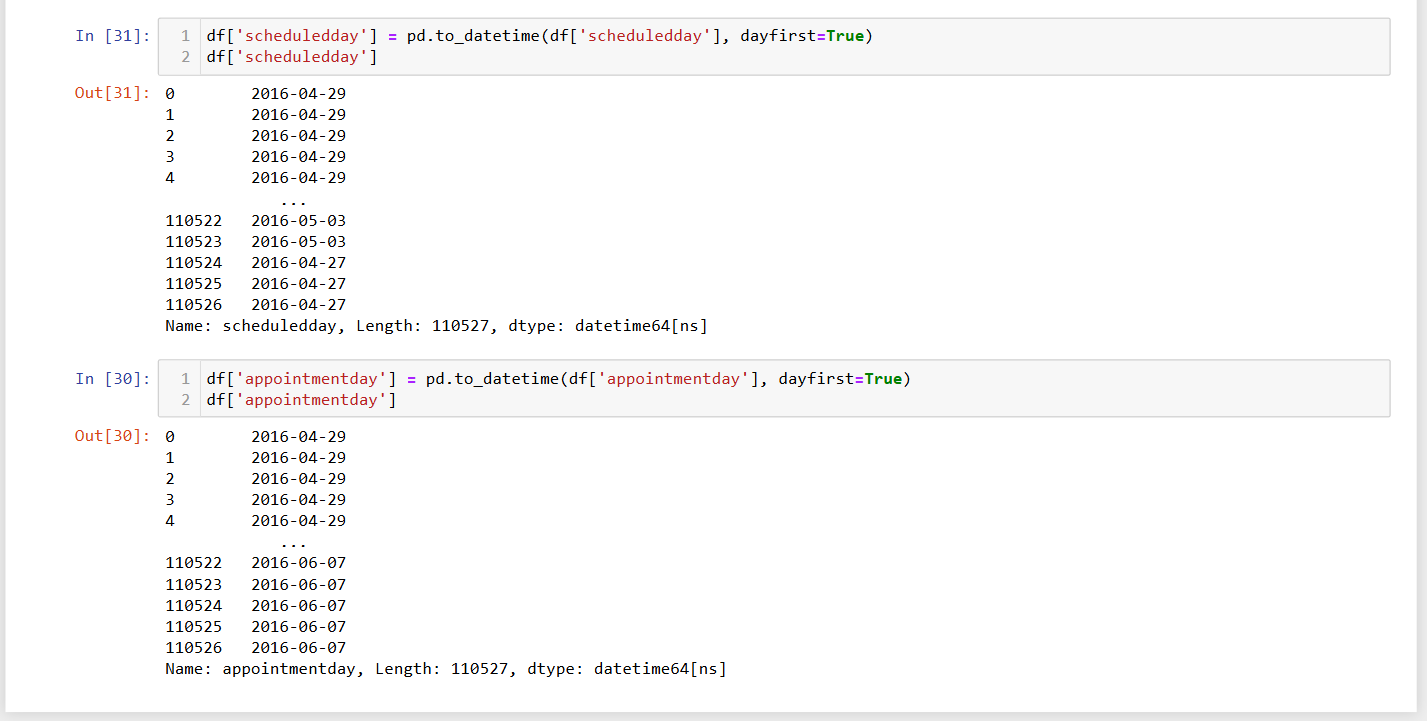 In [31]: 1 df['scheduledday'] = pd.to_datetime(df['scheduledday'], dayfirst=True)
2 df['scheduledday']
Out[31]: 0 2016-04-29
1 2016-04-29
2 2016-04-29
3 2016-04-29
4 2016-04-29
...
110522 2016-05-03
110523 2016-05-03
110524 2016-04-27
110525 2016-04-27
110526 2016-04-27
Name: scheduledday, Length: 110527, dtype: datetime64[ns]
In [30]: 1 df['appointmentday'] = pd.to_datetime(df['appointmentday'], dayfirst=True)
2 df['appointmentday']
Out[30]: 0 2016-04-29
1 2016-04-29
2 2016-04-29
3 2016-04-29
4 2016-04-29
...
110522 2016-06-07
110523 2016-06-07
110524 2016-06-07
110525 2016-06-07
110526 2016-06-07
Name: appointmentday, Length: 110527, dtype: datetime64[ns]